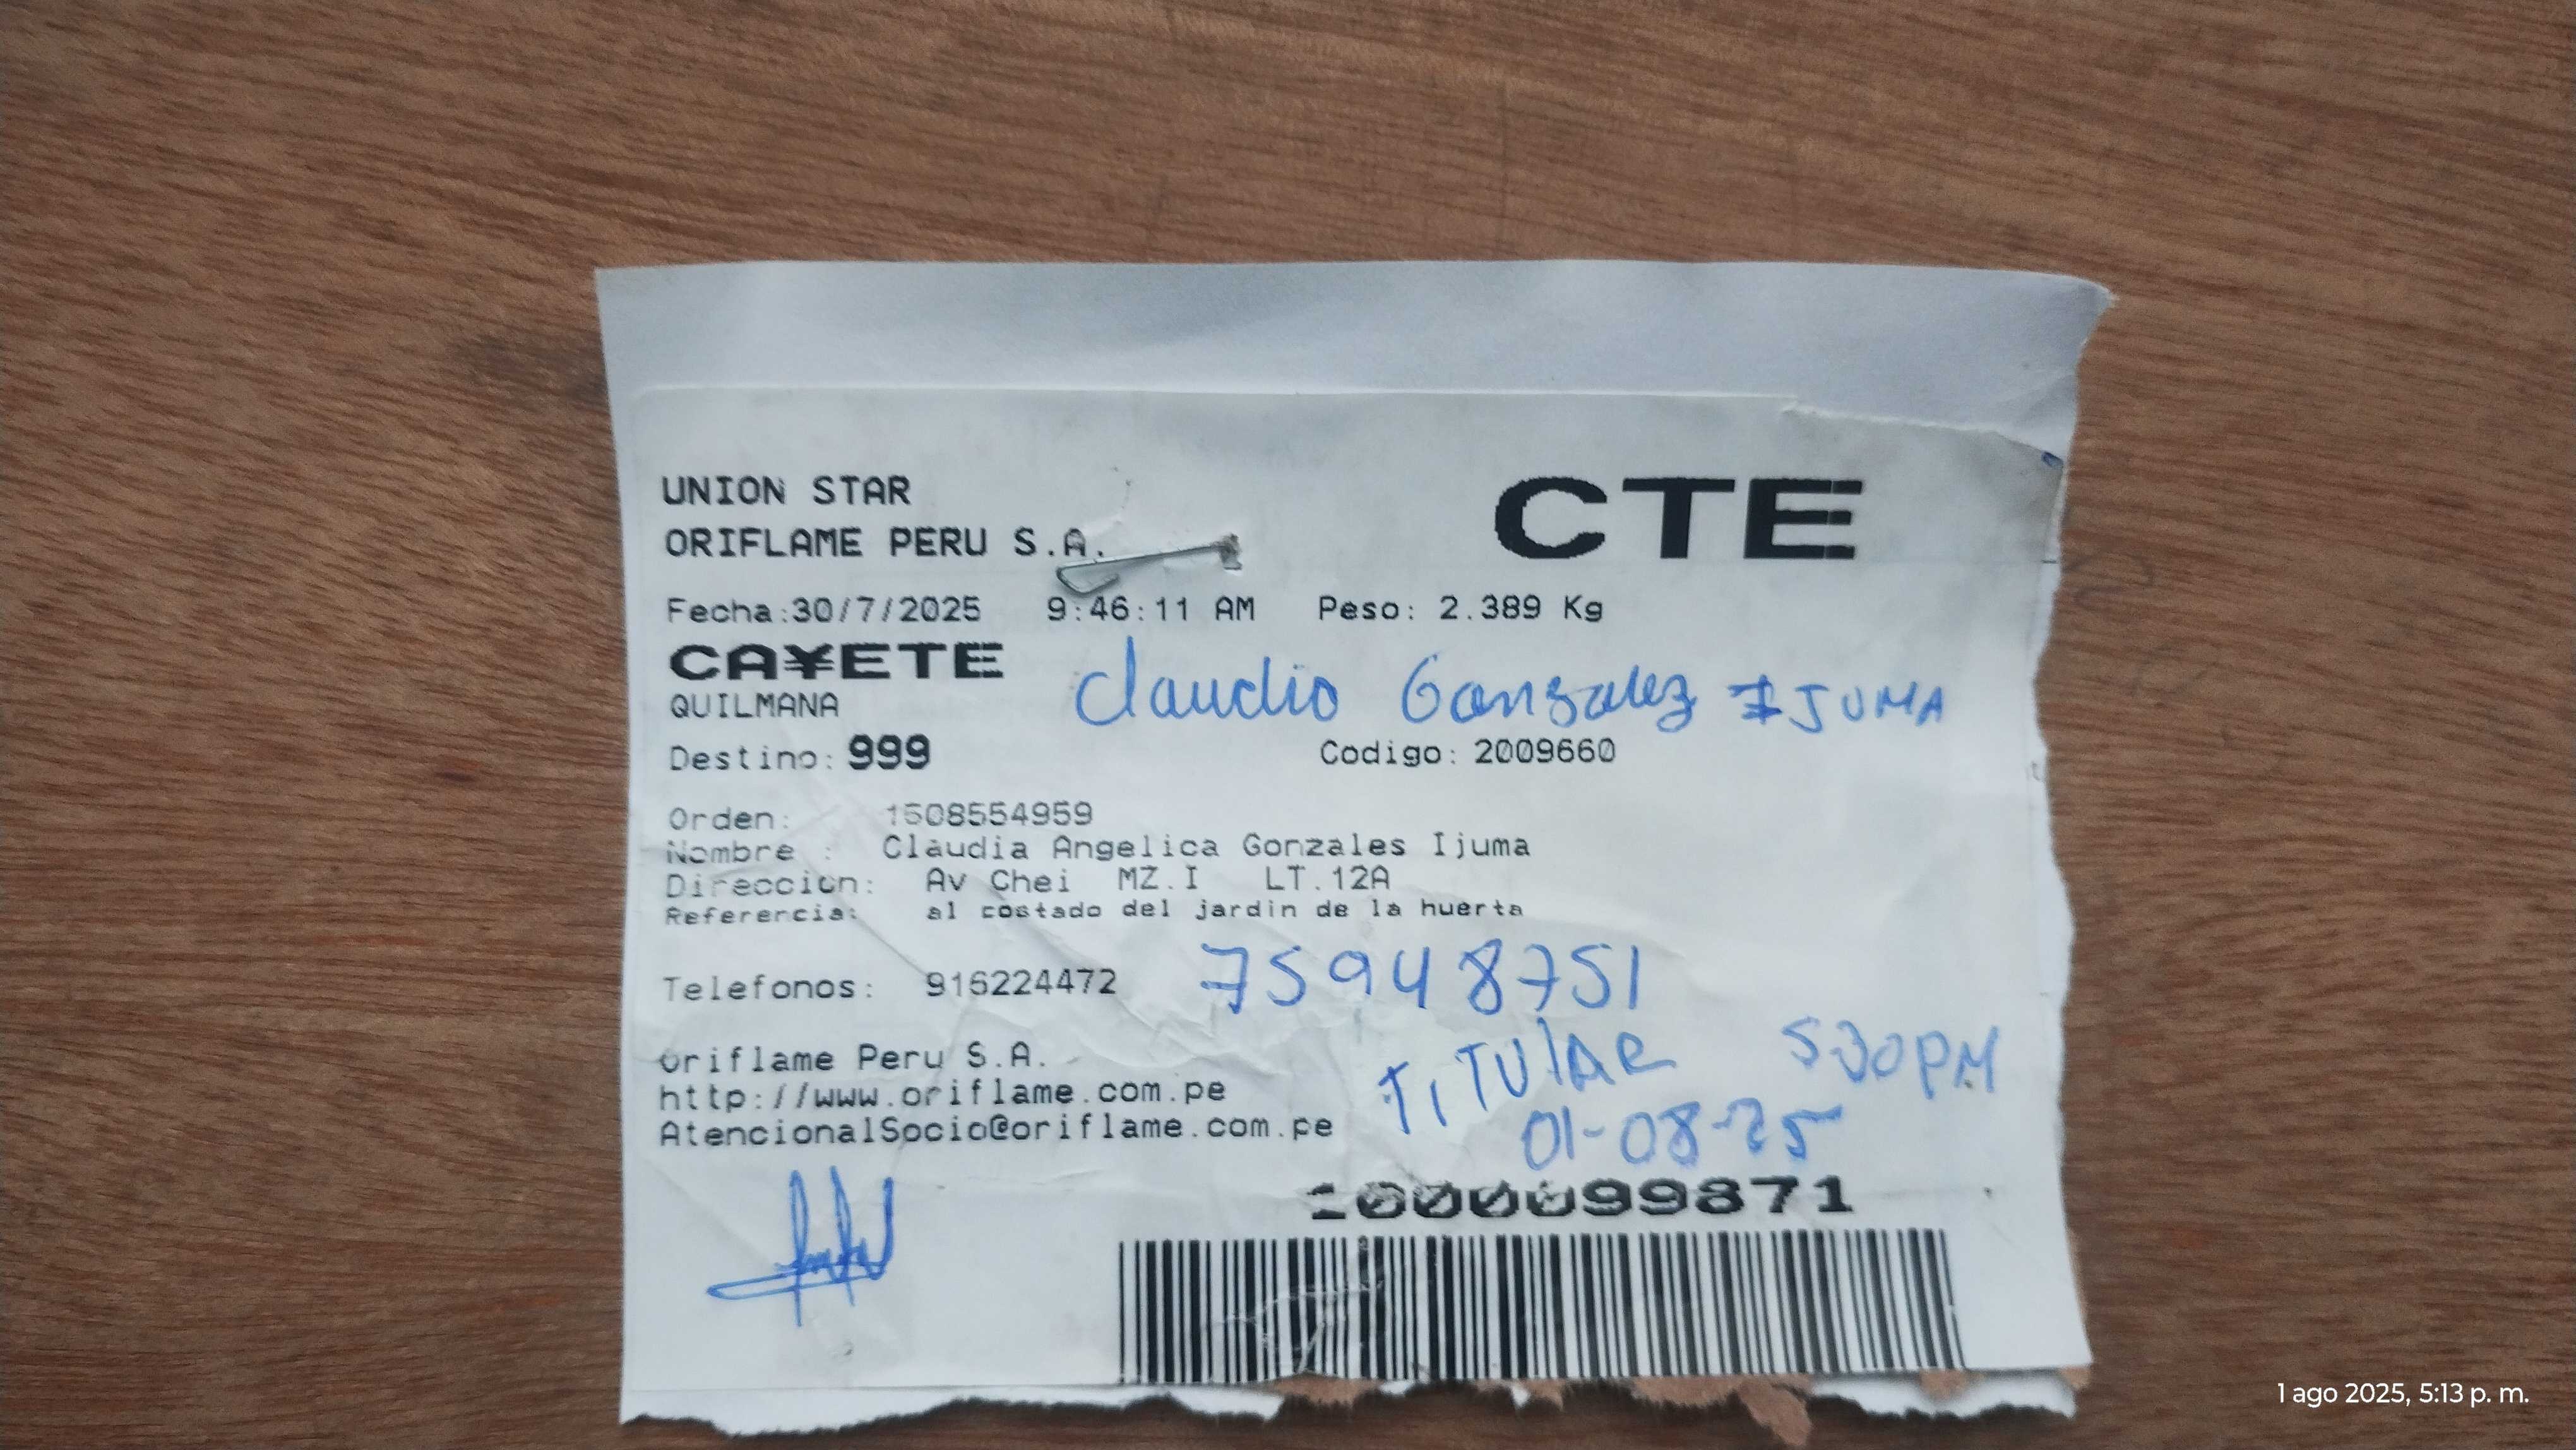 UNION STAR
CTE
ORIFLAME PERU S.A.
Fecha:30/7/2025 9:46:11 AM Peso: 2.389 Kg
CA¥ETE
Claudio Gonzalez IJUMA
QUILMANA
Destino: 999 Codigo: 2009660
Orden: 1508554959
Nombre : Claudia Angelica Gonzales Ijuma
Direccion: Av Chei MZ.I LT.12A
Referencia: al costado del jardin de la huerta
75948751
Telefonos: 916224472
TITULAR 530PM
Oriflame Peru S.A.
http://www.oriflame.com.pe
01-08-25
AtencionalSocio@oriflame.com.pe
1000099871
1 ago 2025, 5:13 p. m.